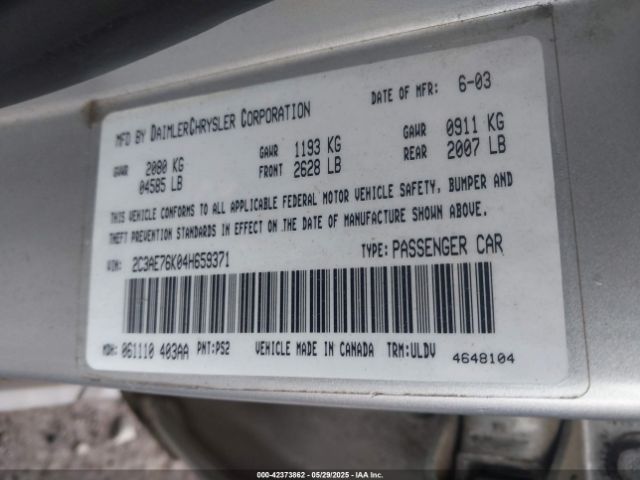 MFD BY DAIMLERCHRYSLER CORPORATION
DATE OF MFR: 6-03
GVWR 2080 KG
04585 LB
GAWR 1193 KG
FRONT 2628 LB
GAWR 0911 KG
REAR 2007 LB
THIS VEHICLE CONFORMS TO ALL APPLICABLE FEDERAL MOTOR VEHICLE SAFETY, BUMPER AND
THEFT PREVENTION STANDARDS IN EFFECT ON THE DATE OF MANUFACTURE SHOWN ABOVE.
VIN: 2C3AE76K04H659371 TYPE: PASSENGER CAR
MDH: 061110 403AA PNT:PS2 VEHICLE MADE IN CANADA TRM:ULDV 4648104
000-42373862 - 05/29/2025 - IAA Inc.